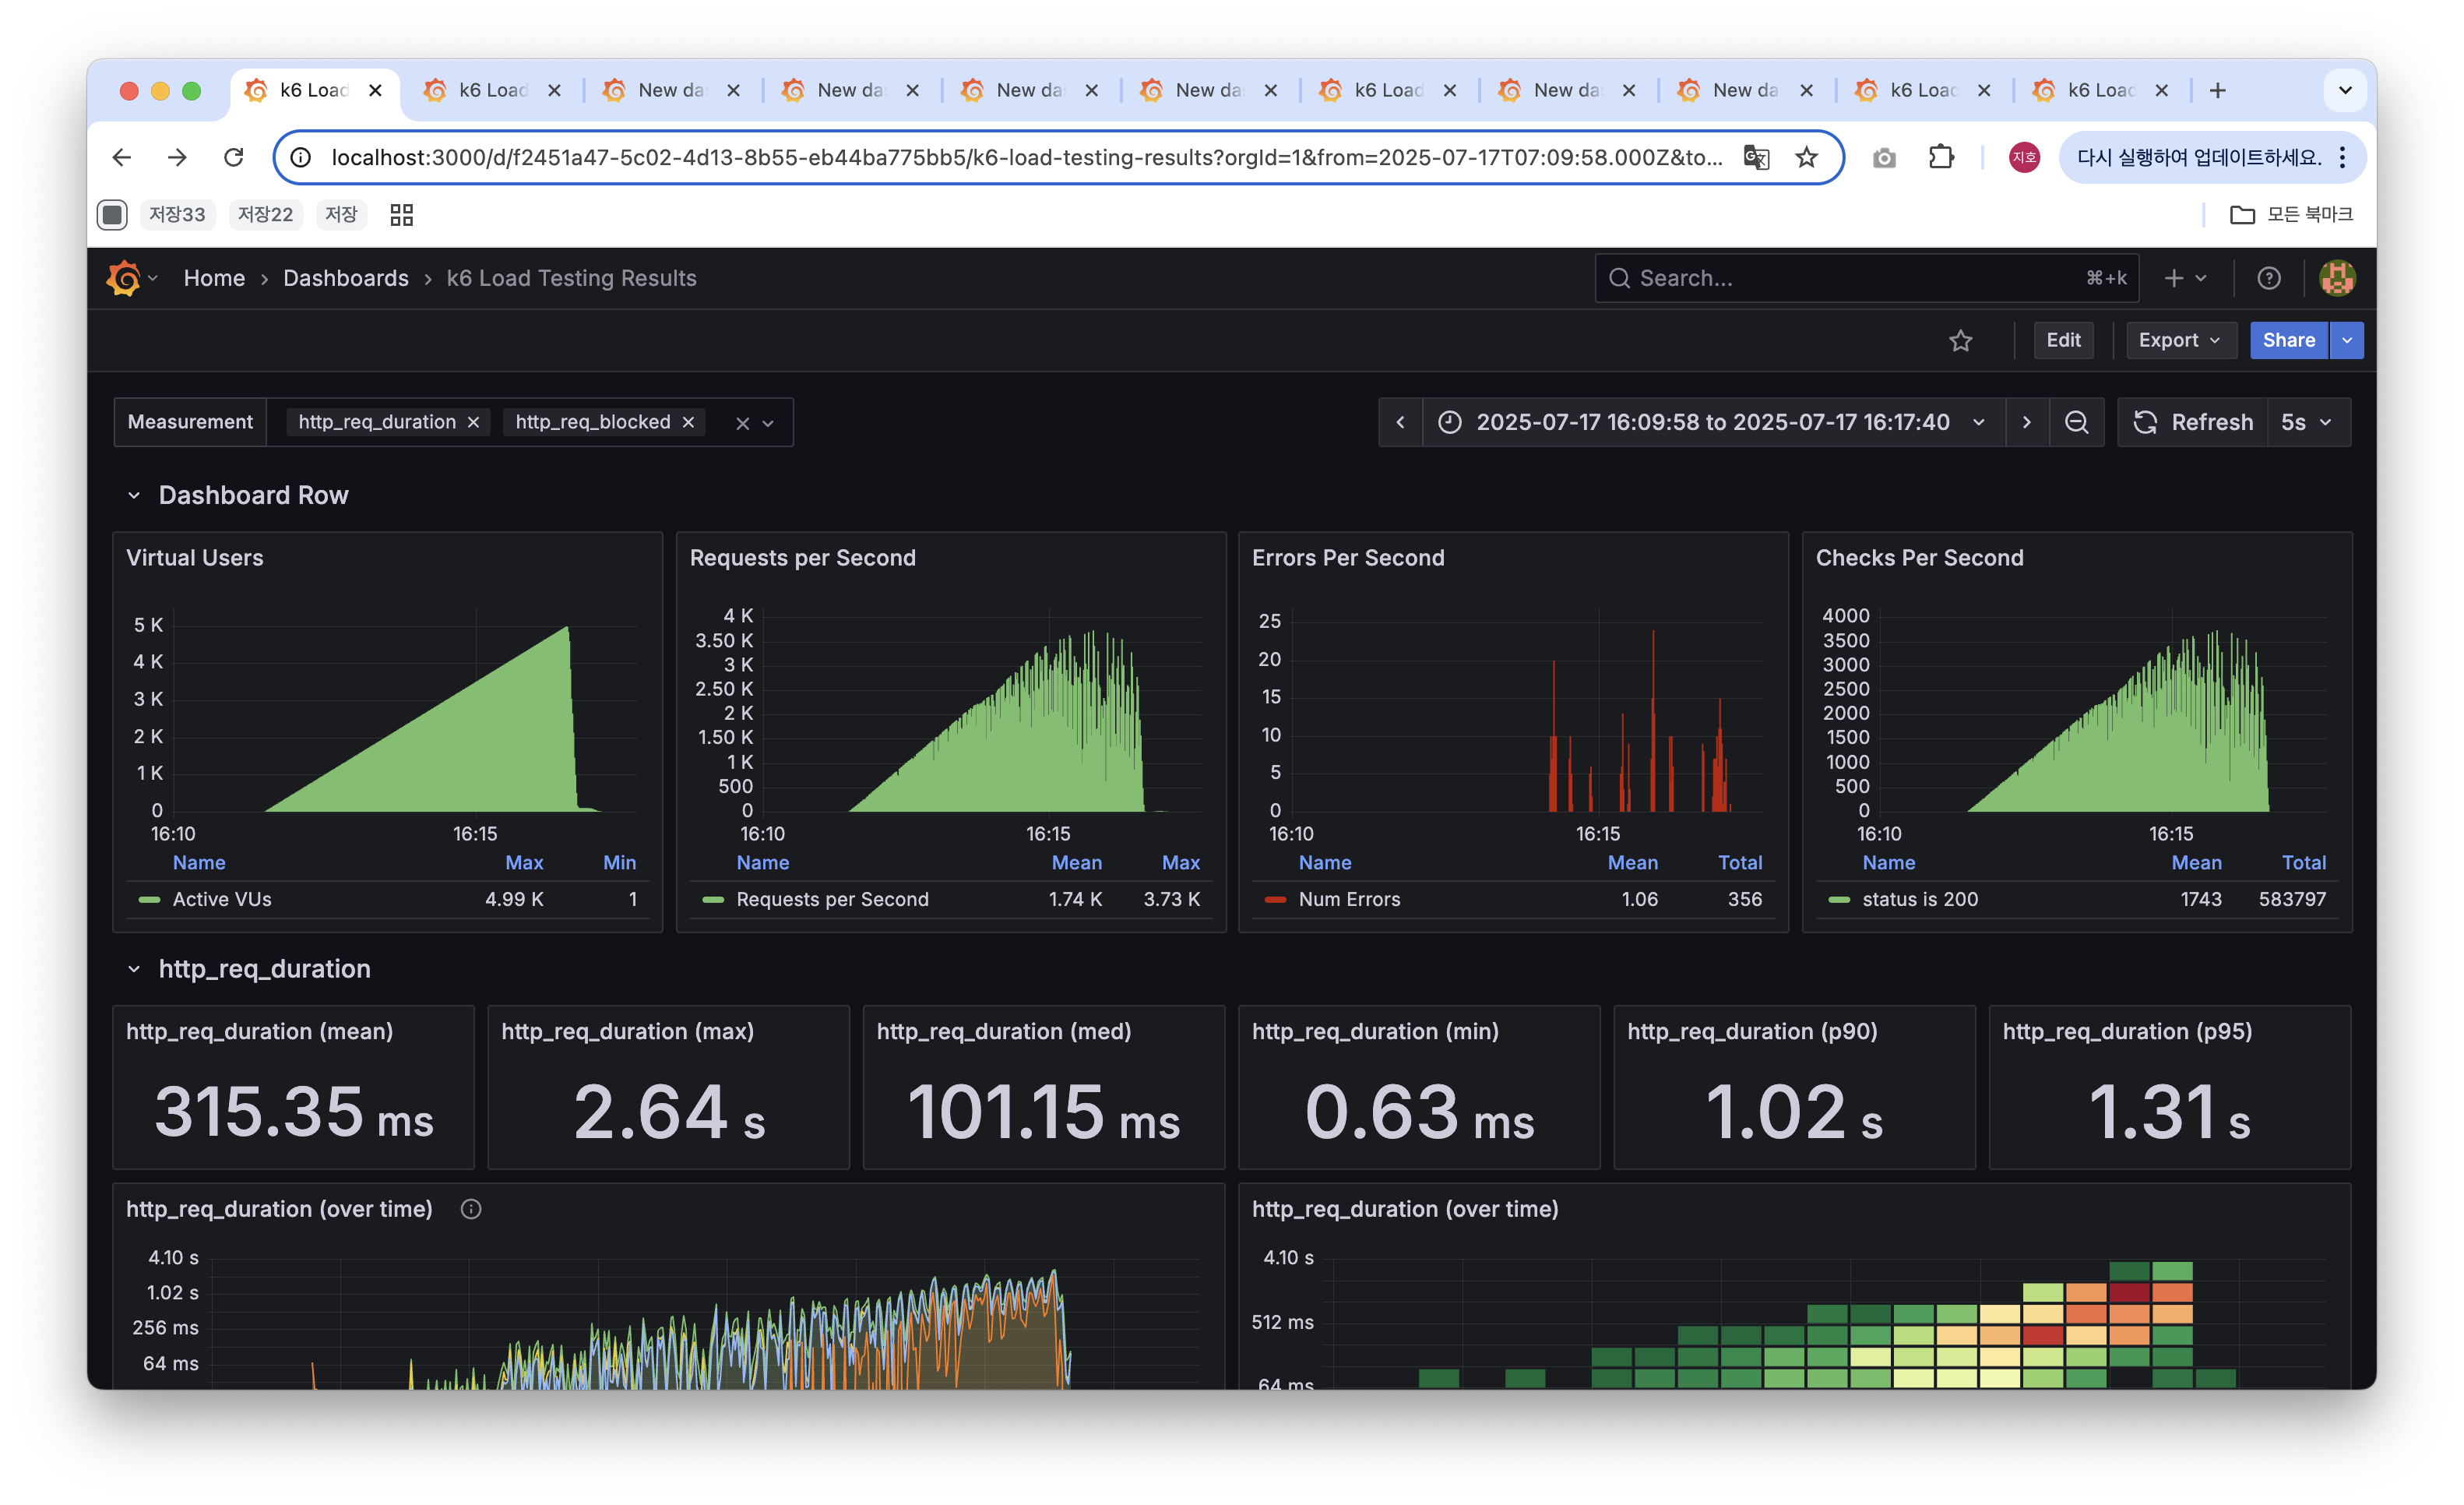 k6 Load
k6 Load
New da
New da
New da
New da
k6 Load
New da
New da
k6 Load
k6 Load
localhost:3000/d/f2451a47-5c02-4d13-8b55-eb44ba775bb5/k6-load-testing-results?orgId=1&from=2025-07-17T07:09:58.000Z&to...
지호
다시 실행하여 업데이트하세요.
저장33
저장22
저장
모든 북마크
Home › Dashboards › k6 Load Testing Results
Search...
⌘+k
Edit
Export
Share
Measurement
http_req_duration
http_req_blocked
2025-07-17 16:09:58 to 2025-07-17 16:17:40
Refresh
5s
Dashboard Row
Virtual Users
5 K
4 K
3 K
2 K
1 K
0
16:10
16:15
Name Max Min
Active VUs 4.99 K 1
Requests per Second
4 K
3.50 K
3 K
2.50 K
2 K
1.50 K
1 K
500
0
16:10
16:15
Name Mean Max
Requests per Second 1.74 K 3.73 K
Errors Per Second
25
20
15
10
5
0
16:10
16:15
Name Mean Total
Num Errors 1.06 356
Checks Per Second
4000
3500
3000
2500
2000
1500
1000
500
0
16:10
16:15
Name Mean Total
status is 200 1743 583797
http_req_duration
http_req_duration (mean)
315.35 ms
http_req_duration (max)
2.64 s
http_req_duration (med)
101.15 ms
http_req_duration (min)
0.63 ms
http_req_duration (p90)
1.02 s
http_req_duration (p95)
1.31 s
http_req_duration (over time)
4.10 s
1.02 s
256 ms
64 ms
http_req_duration (over time)
4.10 s
512 ms
64 ms